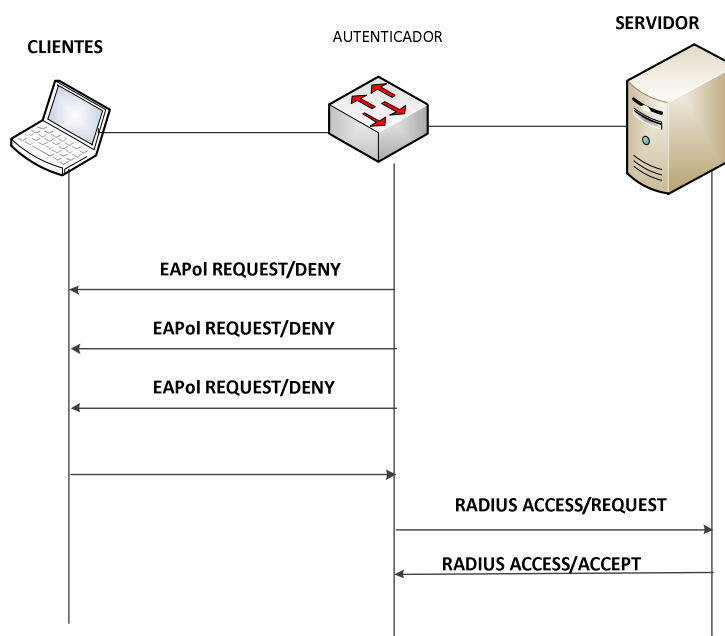 CLIENTES
AUTENTICADOR
SERVIDOR
EAPol REQUEST/DENY
EAPol REQUEST/DENY
EAPol REQUEST/DENY
RADIUS ACCESS/REQUEST
RADIUS ACCESS/ACCEPT